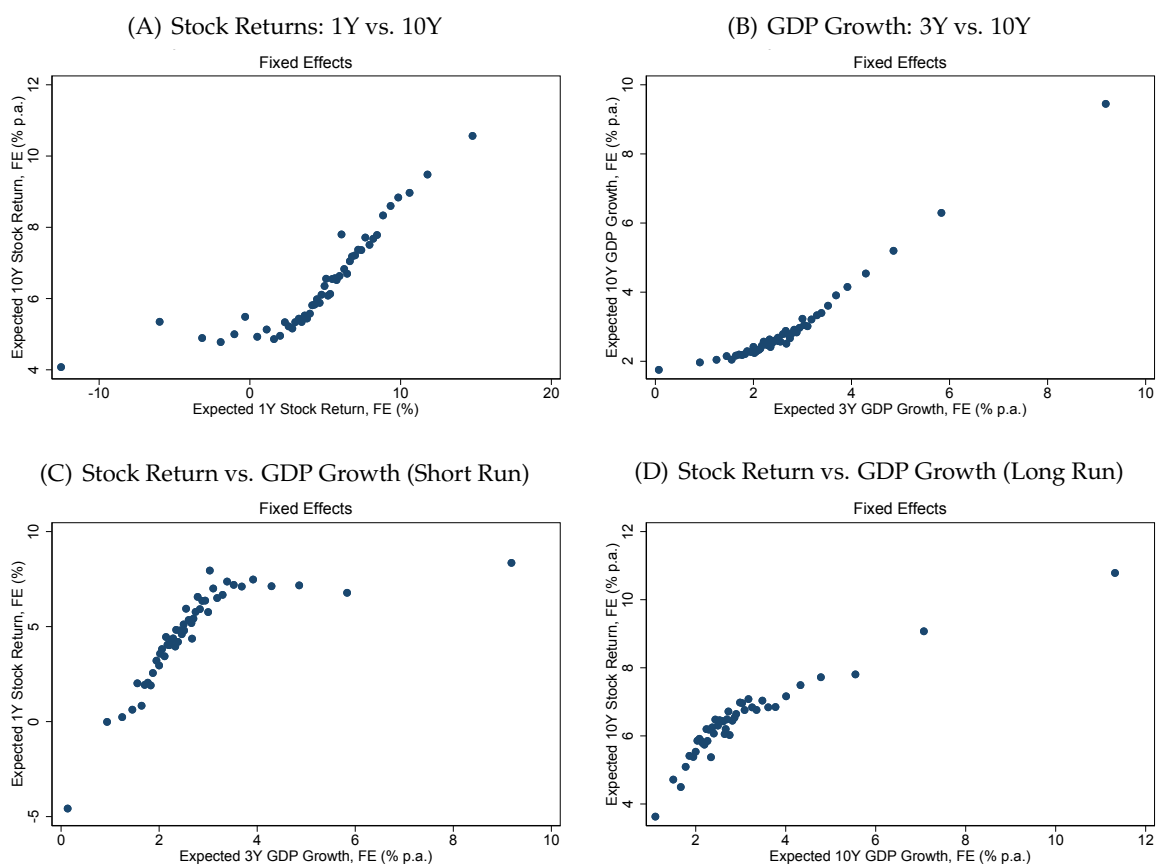 (A) Stock Returns: 1Y vs. 10Y
Fixed Effects
Expected 10Y Stock Return, FE (% p.a.)
12
10
8
6
4
-10 0 10 20
Expected 1Y Stock Return, FE (%)
(B) GDP Growth: 3Y vs. 10Y
Fixed Effects
Expected 10Y GDP Growth, FE (% p.a.)
10
8
6
4
2
0 2 4 6 8 10
Expected 3Y GDP Growth, FE (% p.a.)
(C) Stock Return vs. GDP Growth (Short Run)
Fixed Effects
Expected 1Y Stock Return, FE (%)
10
5
0
-5
0 2 4 6 8 10
Expected 3Y GDP Growth, FE (% p.a.)
(D) Stock Return vs. GDP Growth (Long Run)
Fixed Effects
Expected 10Y Stock Return, FE (% p.a.)
12
10
8
6
4
2 4 6 8 10 12
Expected 10Y GDP Growth, FE (% p.a.)